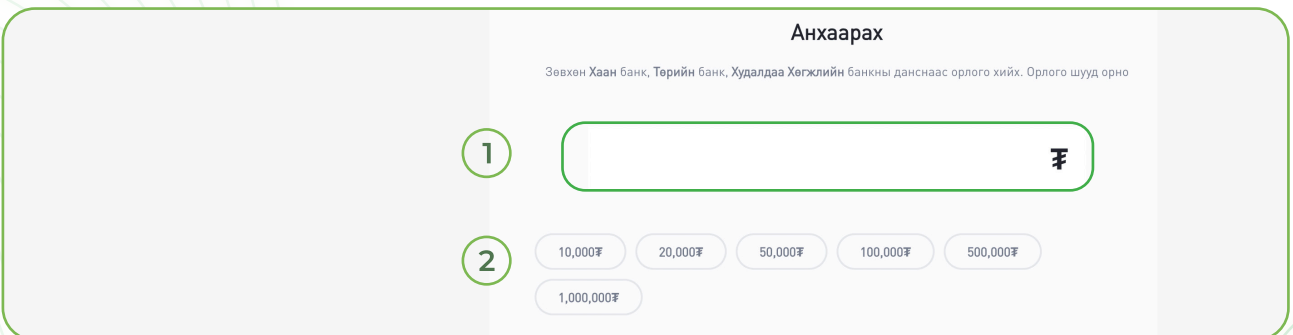 Анхаарах
Зөвхөн Хаан банк, Төрийн банк, Худалдаа Хөгжлийн банкны данснаас орлого хийх. Орлого шууд орно
1
₮
2
10,000₮ 20,000₮ 50,000₮ 100,000₮ 500,000₮
1,000,000₮